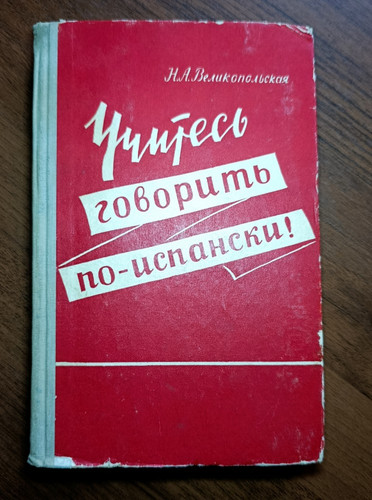 Н.А.Великопольская
Учитесь
говорить
по-испански!